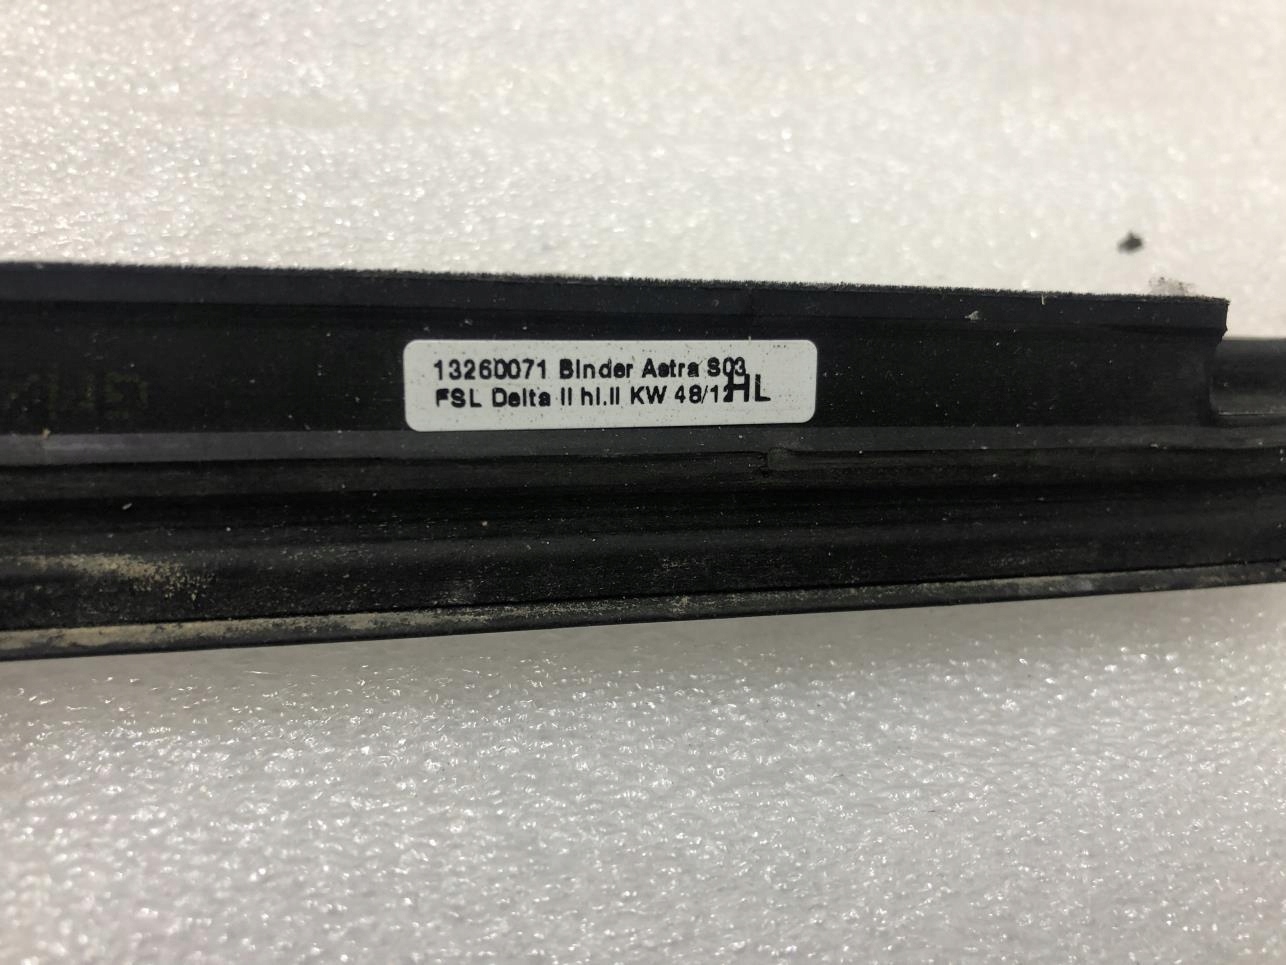 13260071 Binder Astra S03
FSL Delta II hl.II KW 48/12
HL